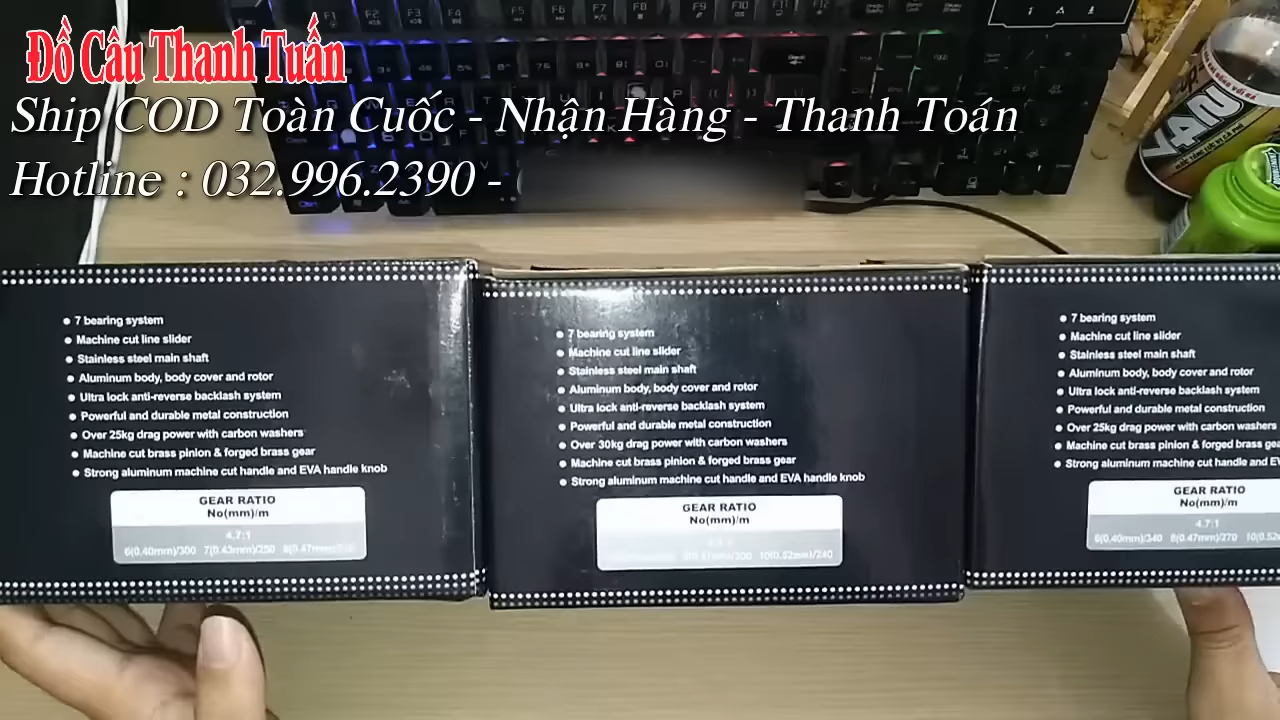 Đồ Câu Thanh Tuấn
Ship COD Toàn Cuốc - Nhận Hàng - Thanh Toán
Hotline : 032.996.2390 -
247
7 bearing system
Machine cut line slider
Stainless steel main shaft
Aluminum body, body cover and rotor
Ultra lock anti-reverse backlash system
Powerful and durable metal construction
Over 25kg drag power with carbon washers
Machine cut brass pinion & forged brass gear
Strong aluminum machine cut handle and EVA handle knob
GEAR RATIO
No(mm)/m
4.7:1
6(0.40mm)/300 7(0.43mm)/250 8(0.47mm)/
7 bearing system
Machine cut line slider
Stainless steel main shaft
Aluminum body, body cover and rotor
Ultra lock anti-reverse backlash system
Powerful and durable metal construction
Over 30kg drag power with carbon washers
Machine cut brass pinion & forged brass gear
Strong aluminum machine cut handle and EVA handle knob
GEAR RATIO
No(mm)/m
10(0.52mm)/240
7 bearing system
Machine cut line slider
Stainless steel main shaft
Aluminum body, body cover and rotor
Ultra lock anti-reverse backlash system
Powerful and durable metal construction
Over 25kg drag power with carbon washers
Machine cut brass pinion & forged brass gea
Strong aluminum machine cut handle and E
GEAR RATIO
No(mm)/m
4.7:1
6(0.40mm)/340 8(0.47mm)/270 10(0.52